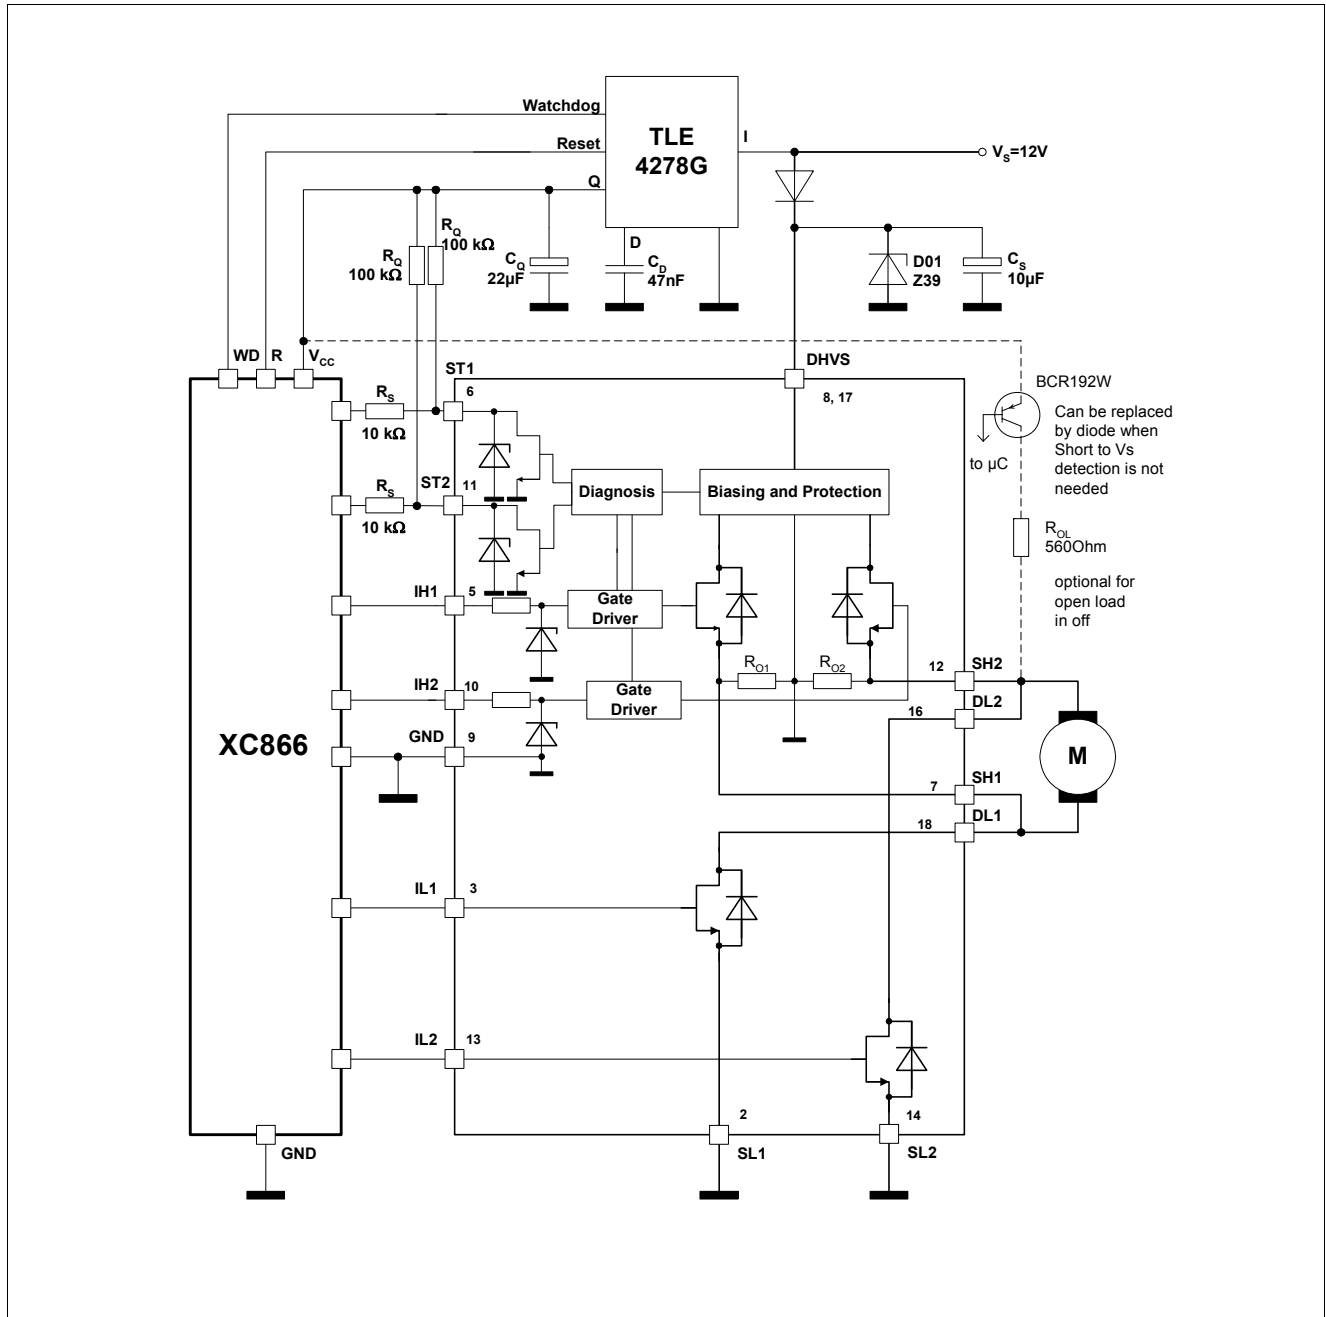 Watchdog
TLE
4278G
I
Reset
V_S=12V
Q
R_Q
100 kΩ
R_Q
100 kΩ
D
C_Q
22µF
C_D
47nF
D01
Z39
C_S
10µF
WD
R
V_CC
ST1
DHVS
6
8, 17
BCR192W
R_S
10 kΩ
Can be replaced
by diode when
Short to Vs
detection is not
needed
to µC
R_S
10 kΩ
ST2
11
Diagnosis
Biasing and Protection
R_OL
560Ohm
optional for
open load
in off
IH1
5
Gate
Driver
R_O1
R_O2
12
SH2
IH2
10
Gate
Driver
16
DL2
XC866
GND
9
M
7
SH1
18
DL1
IL1
3
IL2
13
2
14
GND
SL1
SL2